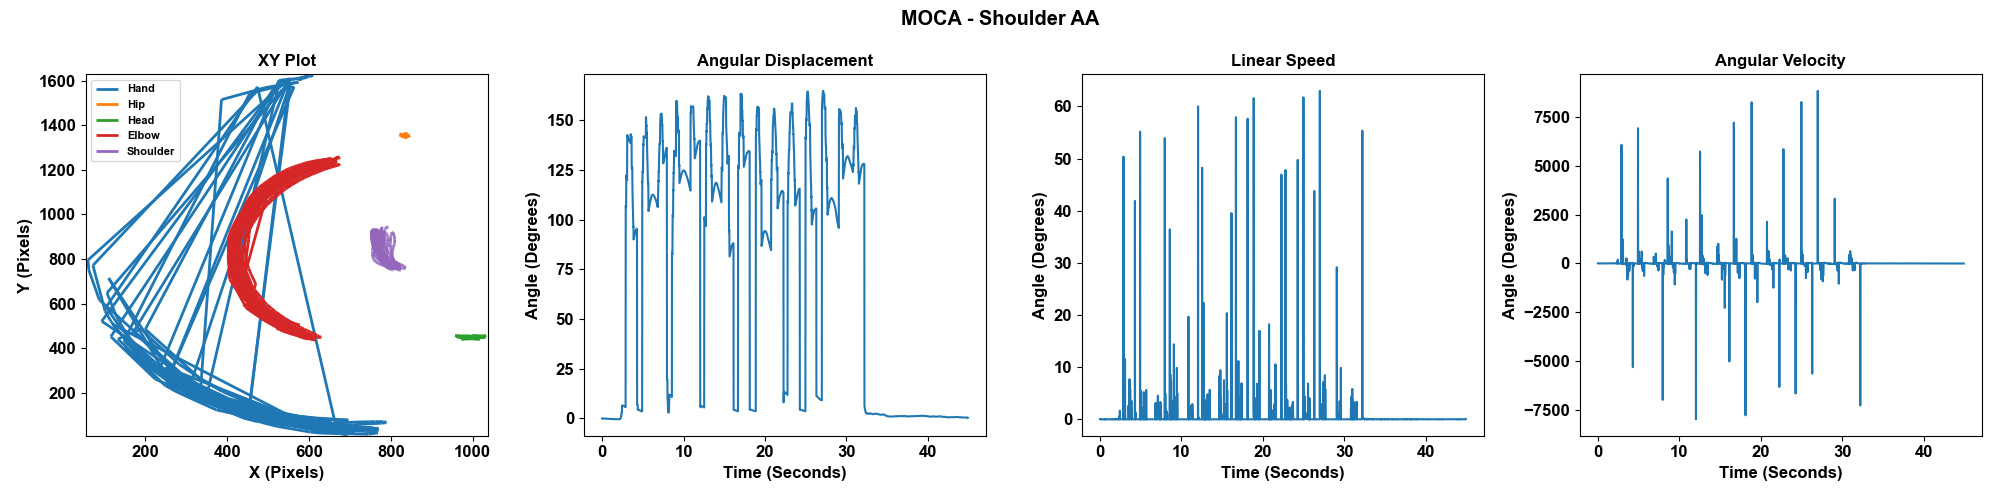 MOCA - Shoulder AA
XY Plot
Hand
Hip
Head
Elbow
Shoulder
1600
1400
1200
1000
800
600
400
200
Y (Pixels)
200
400
600
800
1000
X (Pixels)
Angular Displacement
150
125
100
75
50
25
0
Angle (Degrees)
0
10
20
30
40
Time (Seconds)
Linear Speed
60
50
40
30
20
10
0
Angle (Degrees)
0
10
20
30
40
Time (Seconds)
Angular Velocity
7500
5000
2500
0
−2500
−5000
−7500
Angle (Degrees)
0
10
20
30
40
Time (Seconds)